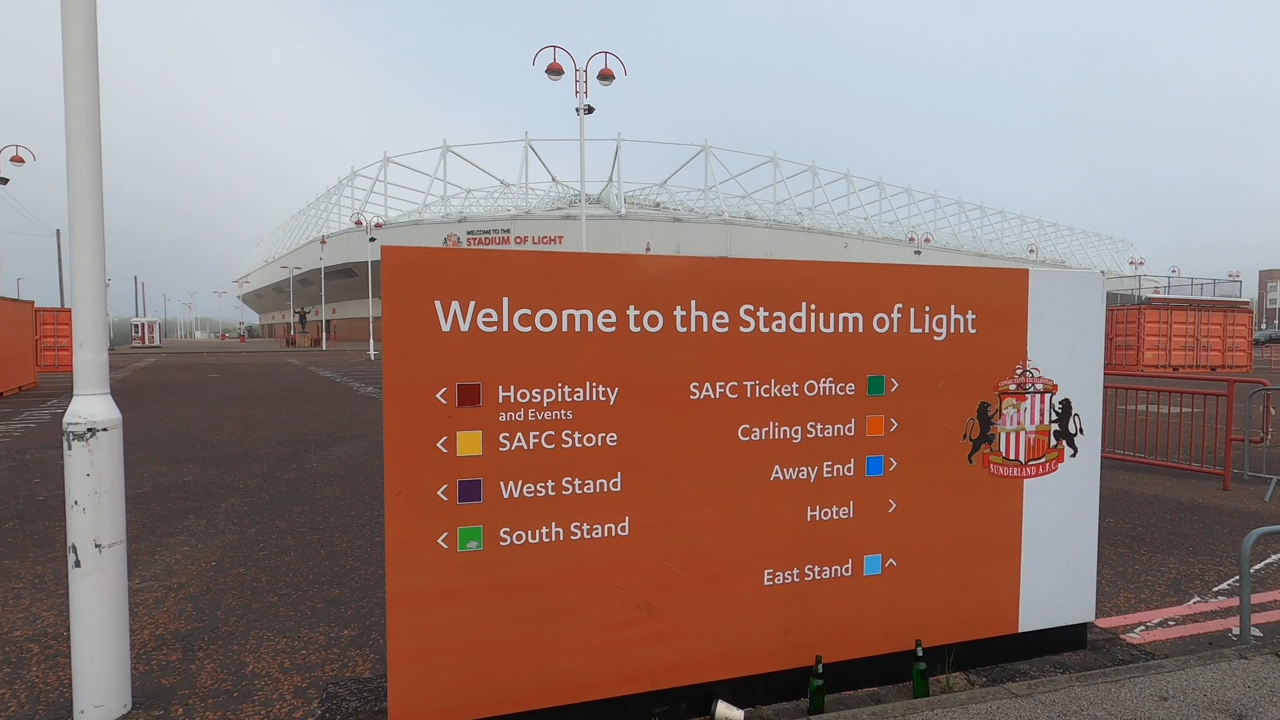 WELCOME TO THE
STADIUM OF LIGHT
Welcome to the Stadium of Light
< Hospitality
and Events
< SAFC Store
< West Stand
< South Stand
SAFC Ticket Office >
Carling Stand >
Away End >
Hotel >
East Stand ^
SUNDERLAND A.F.C.